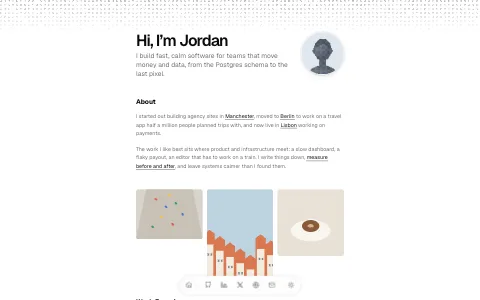 Hi, I'm Jordan
I build fast, calm software for teams that move
money and data, from the Postgres schema to the
last pixel.
About
I started out building agency sites in Manchester, moved to Berlin to work on a travel
app half a million people planned trips with, and now live in Lisbon working on
payments.
The work I like best sits where product and infrastructure meet: a slow dashboard, a
flaky payout, an editor that has to work on a train. I write things down, measure
before and after, and leave systems calmer than I found them.